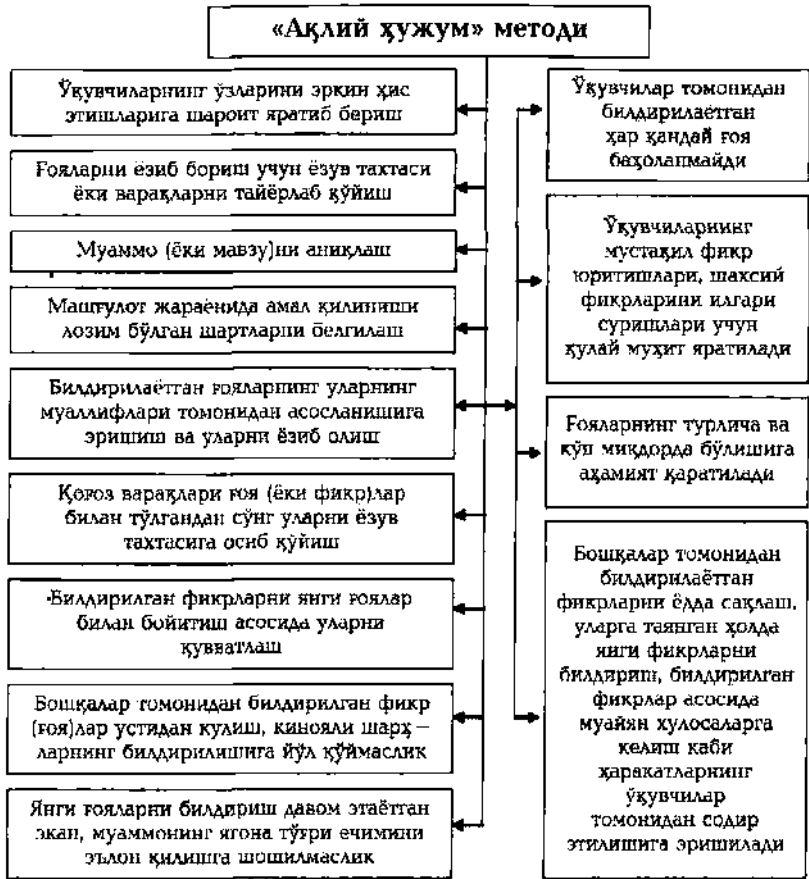 «Ақлий ҳужум» методи
Ўқувчиларнинг ўзларини эркин ҳис
этишларига шароит яратиб бериш
Ғояларни ёзиб бориш учун ёзув тахтаси
ёки варақларни тайёрлаб қўйиш
Муаммо (ёки мавзу)ни аниқлаш
Машғулот жараёнида амал қилиниши
лозим бўлган шартларни белгилаш
Билдирилаётган ғояларнинг уларнинг
муаллифлари томонидан асосланишига
эришиш ва уларни ёзиб олиш
Қоғоз варақлари ғоя (ёки фикр)лар
билан тўлгандан сўнг уларни ёзув
тахтасига осиб қўйиш
Билдирилган фикрларни янги ғоялар
билан бойитиш асосида уларни
қувватлаш
Бошқалар томонидан билдирилган фикр
(ғоя)лар устидан кулиш, кинояли шарҳ –
ларнинг билдирилишига йўл қўймаслик
Янги ғояларни билдириш давом этаётган
экан, муаммонинг ягона тўғри ечимини
эълон қилишга шошилмаслик
Ўқувчилар томонидан
билдирилаётган
ҳар қандай ғоя
баҳоланмайди
Ўқувчиларнинг
мустақил фикр
юритишлари, шахсий
фикрларини илгари
суришлари учун
қулай муҳит яратилади
Ғояларнинг турлича ва
кўп миқдорда бўлишига
аҳамият қаратилади
Бошқалар томонидан
билдирилаётган
фикрларни ёдда сақлаш,
уларга таянган ҳолда
янги фикрларни
билдириш, билдирилган
фикрлар асосида
муайян хулосаларга
келиш каби
ҳаракатларнинг
ўқувчилар
томонидан содир
этилишига эришилади